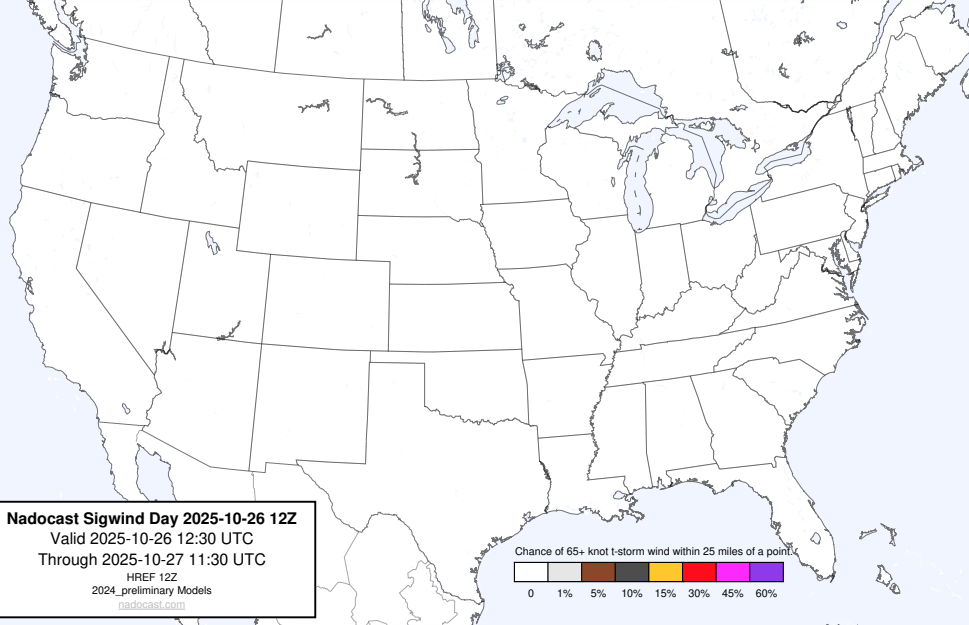 Nadocast Sigwind Day 2025-10-26 12Z
Valid 2025-10-26 12:30 UTC
Through 2025-10-27 11:30 UTC
HREF 12Z
2024_preliminary Models
nadocast.com
Chance of 65+ knot t-storm wind within 25 miles of a point.
0 1% 5% 10% 15% 30% 45% 60%